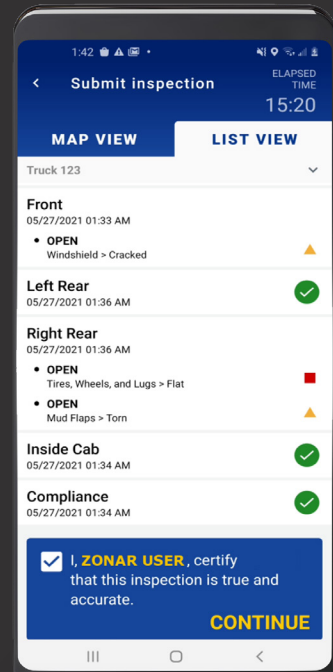 1:42
Submit inspection
ELAPSED
TIME
15:20
MAP VIEW
LIST VIEW
Truck 123
Front
05/27/2021 01:33 AM
• OPEN
Windshield > Cracked
Left Rear
05/27/2021 01:36 AM
Right Rear
05/27/2021 01:36 AM
• OPEN
Tires, Wheels, and Lugs > Flat
• OPEN
Mud Flaps > Torn
Inside Cab
05/27/2021 01:34 AM
Compliance
05/27/2021 01:34 AM
I, ZONAR USER, certify
that this inspection is true and
accurate.
CONTINUE